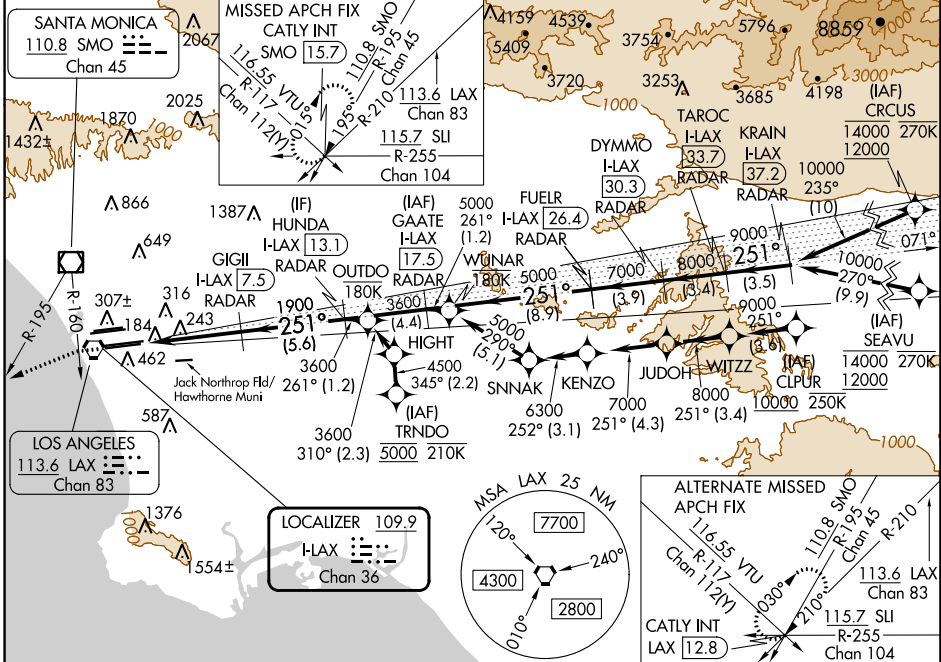 SANTA MONICA
110.8 SMO
Chan 45
2067
MISSED APCH FIX
CATLY INT
SMO 15.7
116.55 VTU
R-117
Chan 112(Y)
110.8 SMO
R-195
Chan 45
R-210
015°
195°
113.6 LAX
Chan 83
115.7 SLI
R-255
Chan 104
4159
4539
5409
3720
3754
3253
5796
8859
3685
4198
3000
1000
1432±
1870
2025
866
649
1387
307±
316
184
243
462
587
1376
1554±
R-195
R-160
(IAF)
CRCUS
14000 270K
12000
TAROC
I-LAX
33.7
RADAR
KRAIN
I-LAX
37.2
RADAR
10000
235°
(10)
DYMMO
I-LAX
30.3
RADAR
FUELR
I-LAX 26.4
RADAR
5000
261°
(1.2)
WUNAR
180K
(IAF)
GAATE
I-LAX
17.5
RADAR
(IF)
HUNDA
I-LAX 13.1
RADAR
OUTDO
180K
GIGII
I-LAX 7.5
RADAR
1900
251°
(5.6)
3600
(4.4)
5000
251°
(8.9)
7000
(3.9)
8000
(3.4)
9000
251°
(3.5)
071°
10000
270°
(9.9)
(IAF)
SEAVU
14000 270K
12000
9000
251°
(3.6)
(IAF)
CLPUR
10000 250K
WITZZ
8000
251° (3.4)
JUDOH
7000
251° (4.3)
KENZO
6300
252° (3.1)
SNNAK
5000
290°
(5.1)
HIGHT
4500
345° (2.2)
3600
261° (1.2)
3600
310° (2.3)
(IAF)
TRNDO
5000 210K
Jack Northrop Fld/
Hawthorne Muni
LOS ANGELES
113.6 LAX
Chan 83
LOCALIZER 109.9
I-LAX
Chan 36
MSA LAX 25 NM
120°
7700
240°
4300
2800
010°
1000
ALTERNATE MISSED
APCH FIX
116.55 VTU
R-117
Chan 112(Y)
110.8 SMO
R-195
Chan 45
R-210
030°
210°
113.6 LAX
Chan 83
115.7 SLI
R-255
Chan 104
CATLY INT
LAX 12.8
1000